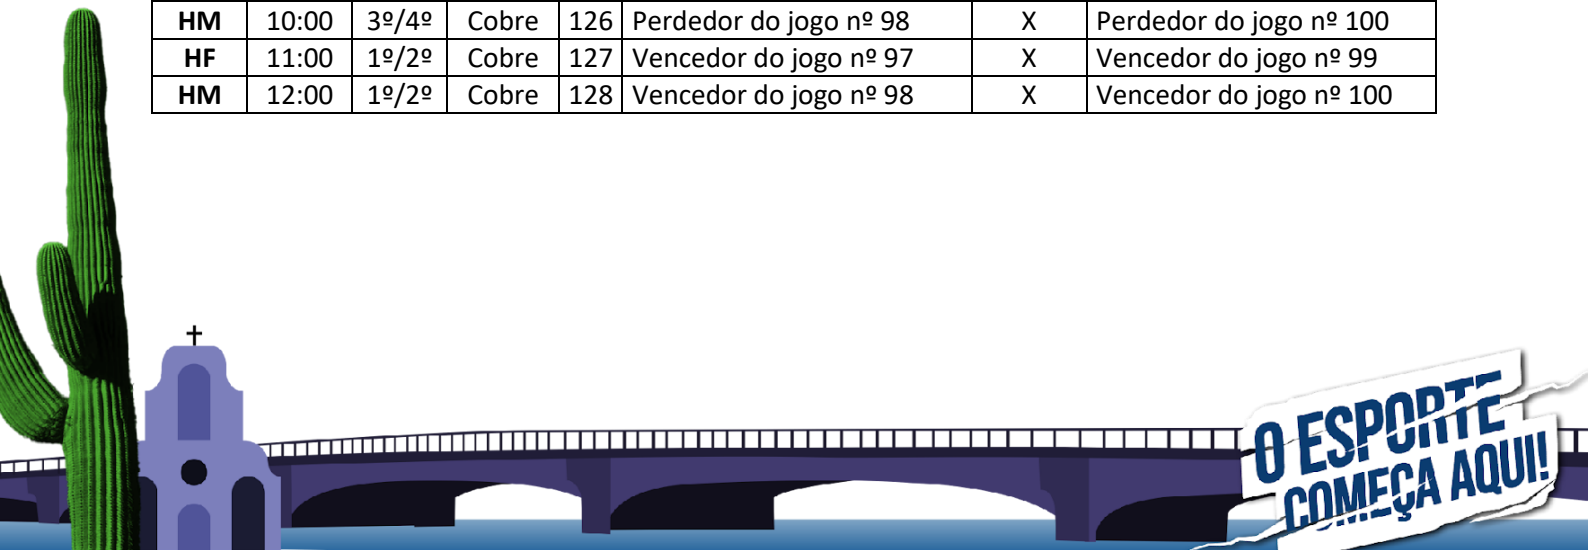 HM 10:00 3º/4º Cobre 126 Perdedor do jogo nº 98 X Perdedor do jogo nº 100
HF 11:00 1º/2º Cobre 127 Vencedor do jogo nº 97 X Vencedor do jogo nº 99
HM 12:00 1º/2º Cobre 128 Vencedor do jogo nº 98 X Vencedor do jogo nº 100
O ESPORTE
COMEÇA AQUI!